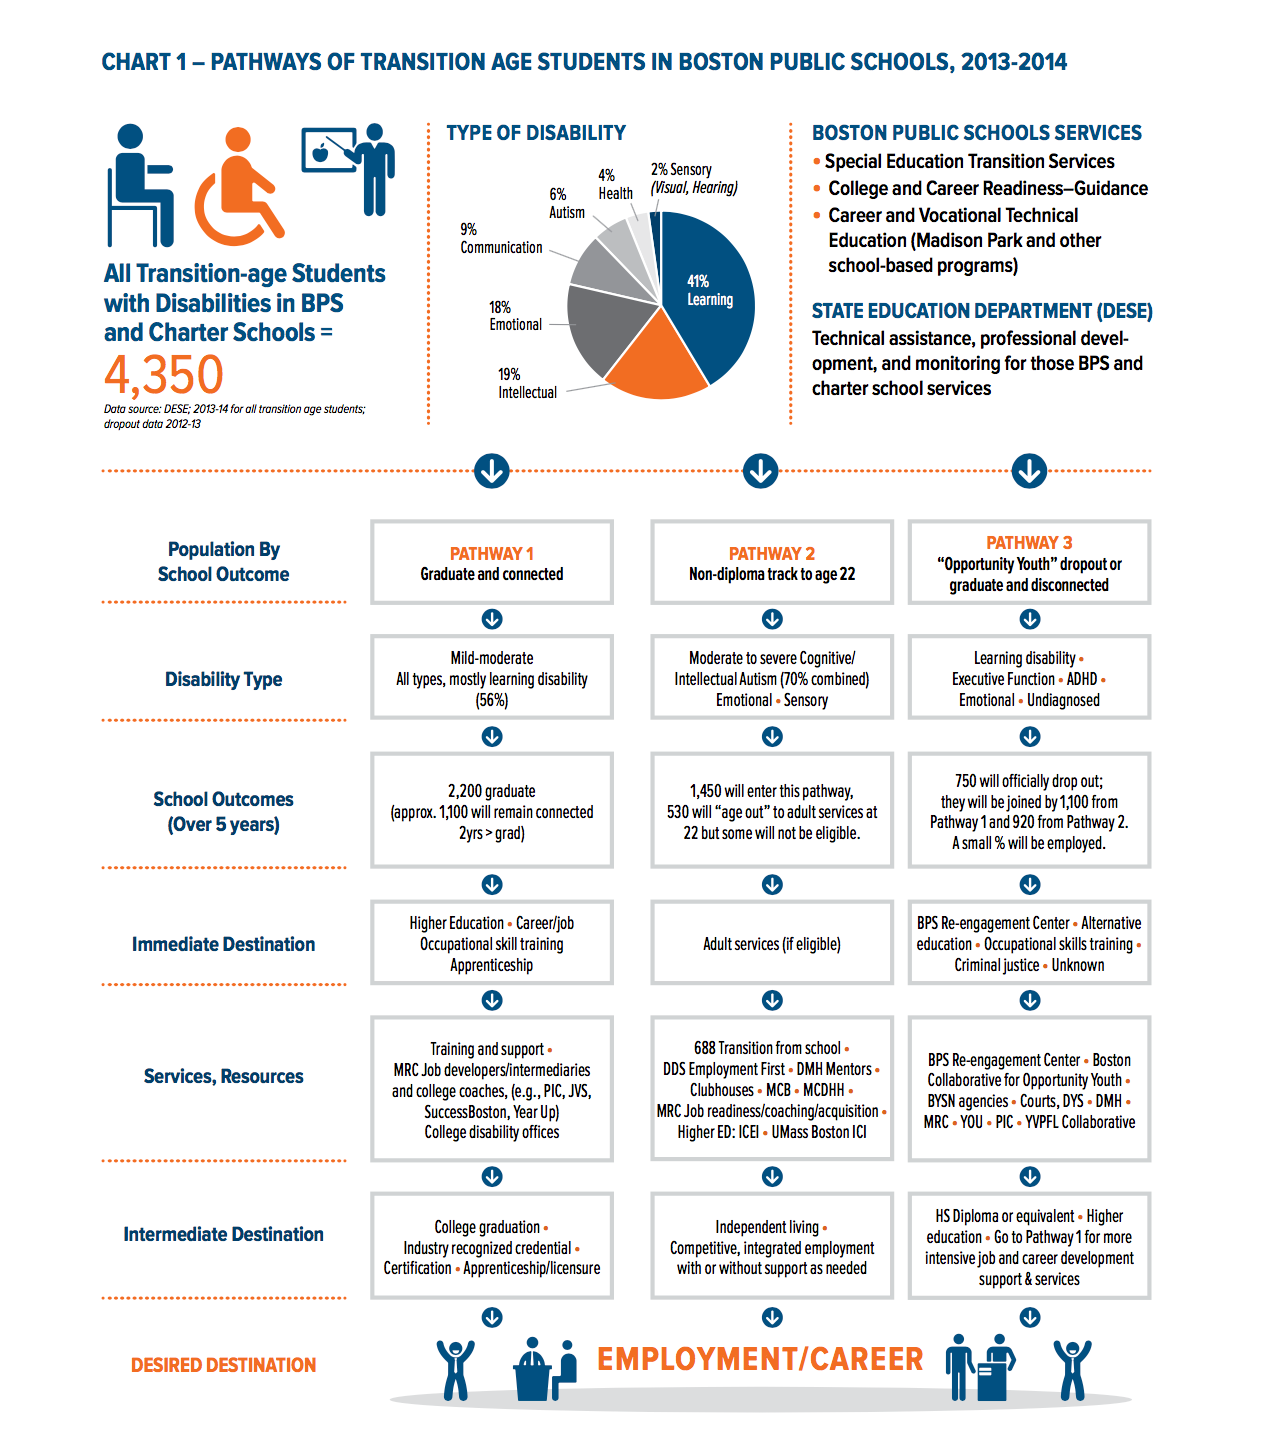 CHART 1 – PATHWAYS OF TRANSITION AGE STUDENTS IN BOSTON PUBLIC SCHOOLS, 2013-2014
All Transition-age Students
with Disabilities in BPS
and Charter Schools =
4,350
Data source: DESE; 2013-14 for all transition age students;
dropout data 2012-13
TYPE OF DISABILITY
2% Sensory
(Visual, Hearing)
4%
Health
6%
Autism
9%
Communication
18%
Emotional
19%
Intellectual
41%
Learning
BOSTON PUBLIC SCHOOLS SERVICES
• Special Education Transition Services
• College and Career Readiness–Guidance
• Career and Vocational Technical
Education (Madison Park and other
school-based programs)
STATE EDUCATION DEPARTMENT (DESE)
Technical assistance, professional devel-
opment, and monitoring for those BPS and
charter school services
Population By
School Outcome
PATHWAY 1
Graduate and connected
PATHWAY 2
Non-diploma track to age 22
PATHWAY 3
“Opportunity Youth” dropout or
graduate and disconnected
Disability Type
Mild-moderate
All types, mostly learning disability
(56%)
Moderate to severe Cognitive/
Intellectual Autism (70% combined)
Emotional • Sensory
Learning disability •
Executive Function • ADHD •
Emotional • Undiagnosed
School Outcomes
(Over 5 years)
2,200 graduate
(approx. 1,100 will remain connected
2yrs > grad)
1,450 will enter this pathway,
530 will “age out” to adult services at
22 but some will not be eligible.
750 will officially drop out;
they will be joined by 1,100 from
Pathway 1 and 920 from Pathway 2.
A small % will be employed.
Immediate Destination
Higher Education • Career/job
Occupational skill training
Apprenticeship
Adult services (if eligible)
BPS Re-engagement Center • Alternative
education • Occupational skills training •
Criminal justice • Unknown
Services, Resources
Training and support •
MRC Job developers/intermediaries
and college coaches, (e.g., PIC, JVS,
SuccessBoston, Year Up)
College disability offices
688 Transition from school •
DDS Employment First • DMH Mentors •
Clubhouses • MCB • MCDHH •
MRC Job readiness/coaching/acquisition •
Higher ED: ICEI • UMass Boston ICI
BPS Re-engagement Center • Boston
Collaborative for Opportunity Youth •
BYSN agencies • Courts, DYS • DMH •
MRC • YOU • PIC • YVPFL Collaborative
Intermediate Destination
College graduation •
Industry recognized credential •
Certification • Apprenticeship/licensure
Independent living •
Competitive, integrated employment
with or without support as needed
HS Diploma or equivalent • Higher
education • Go to Pathway 1 for more
intensive job and career development
support & services
DESIRED DESTINATION
EMPLOYMENT/CAREER